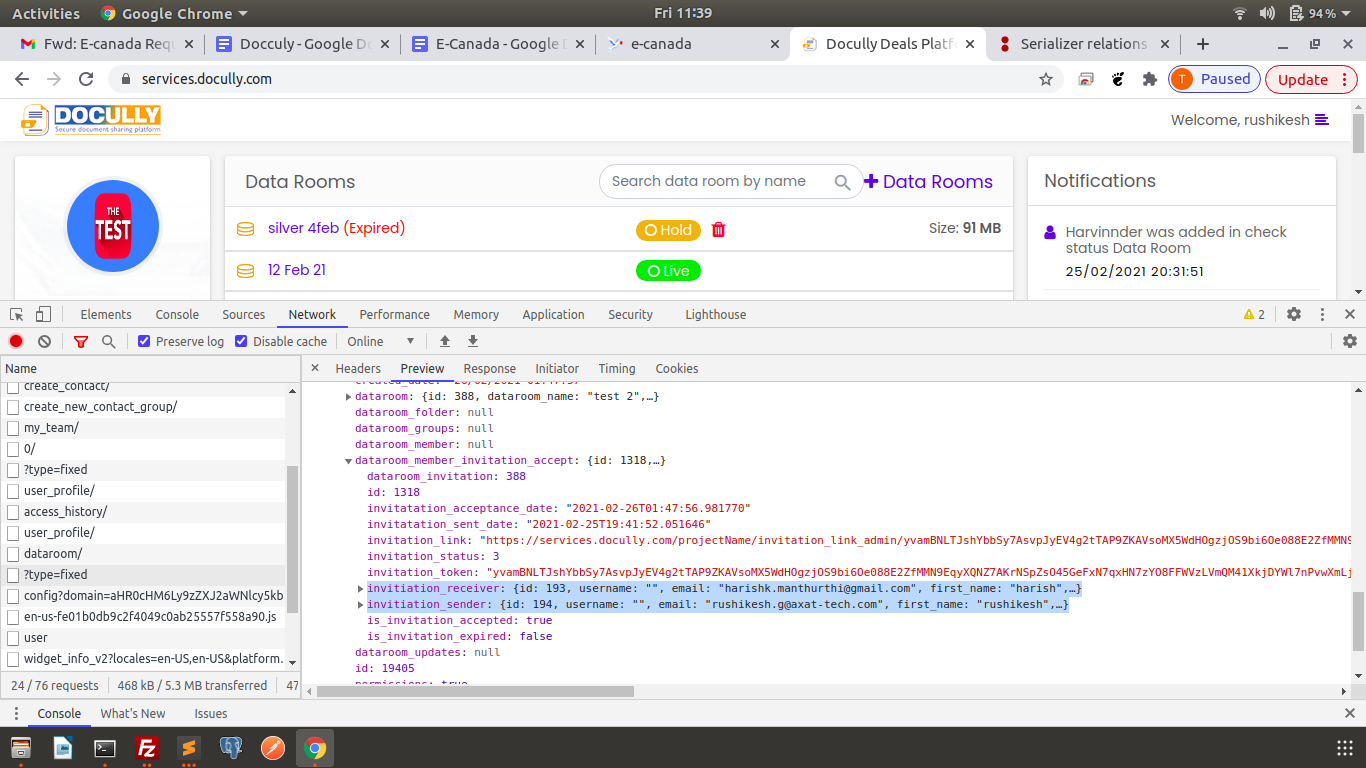 Activities Google Chrome Fri 11:39 94%
Fwd: E-canada Requ Docculy - Google Do E-Canada - Google D e-canada Docully Deals Platf Serializer relations
services.docully.com T Paused Update
DOCULLY Welcome, rushikesh
Secure document sharing platform
THE TEST
Data Rooms Search data room by name + Data Rooms Notifications
silver 4feb (Expired) Hold Size: 91 MB Harvinnder was added in check
status Data Room
12 Feb 21 Live 25/02/2021 20:31:51
Elements Console Sources Network Performance Memory Application Security Lighthouse 2
Preserve log Disable cache Online
Name Headers Preview Response Initiator Timing Cookies
create_contact/
create_new_contact_group/
my_team/
0/
?type=fixed
user_profile/
access_history/
user_profile/
dataroom/
?type=fixed
config?domain=aHR0cHM6Ly9zZXJ2aWNlcy5kb
en-us-fe01b0db9c2f4049c0ab25557f558a90.js
user
widget_info_v2?locales=en-US,en-US&platform.
24 / 76 requests 468 kB / 5.3 MB transferred 47
dataroom: {id: 388, dataroom_name: "test 2",…}
dataroom_folder: null
dataroom_groups: null
dataroom_member: null
dataroom_member_invitation_accept: {id: 1318,…}
dataroom_invitation: 388
id: 1318
invitatation_acceptance_date: "2021-02-26T01:47:56.981770"
invitatation_sent_date: "2021-02-25T19:41:52.051646"
invitation_link: "https://services.docully.com/projectName/invitation_link_admin/yvamBNLTJshYbbSy7AsvpJyEV4g2tTAP9ZKAVsoMX5WdHOgzjOS9bi6Oe088E2ZfMMN9
invitation_status: 3
invitation_token: "yvamBNLTJshYbbSy7AsvpJyEV4g2tTAP9ZKAVsoMX5WdHOgzjOS9bi6Oe088E2ZfMMN9EqyXQNZ7AKrNSpZsO45GeFxN7qxHN7zYO8FFWVzLVmQM41XkjDYWl7nPvwXmLj
invitiation_receiver: {id: 193, username: "", email: "harishk.manthurthi@gmail.com", first_name: "harish",…}
invitiation_sender: {id: 194, username: "", email: "rushikesh.g@axat-tech.com", first_name: "rushikesh",…}
is_invitation_accepted: true
is_invitation_expired: false
dataroom_updates: null
id: 19405
permissions: true
Console What's New Issues